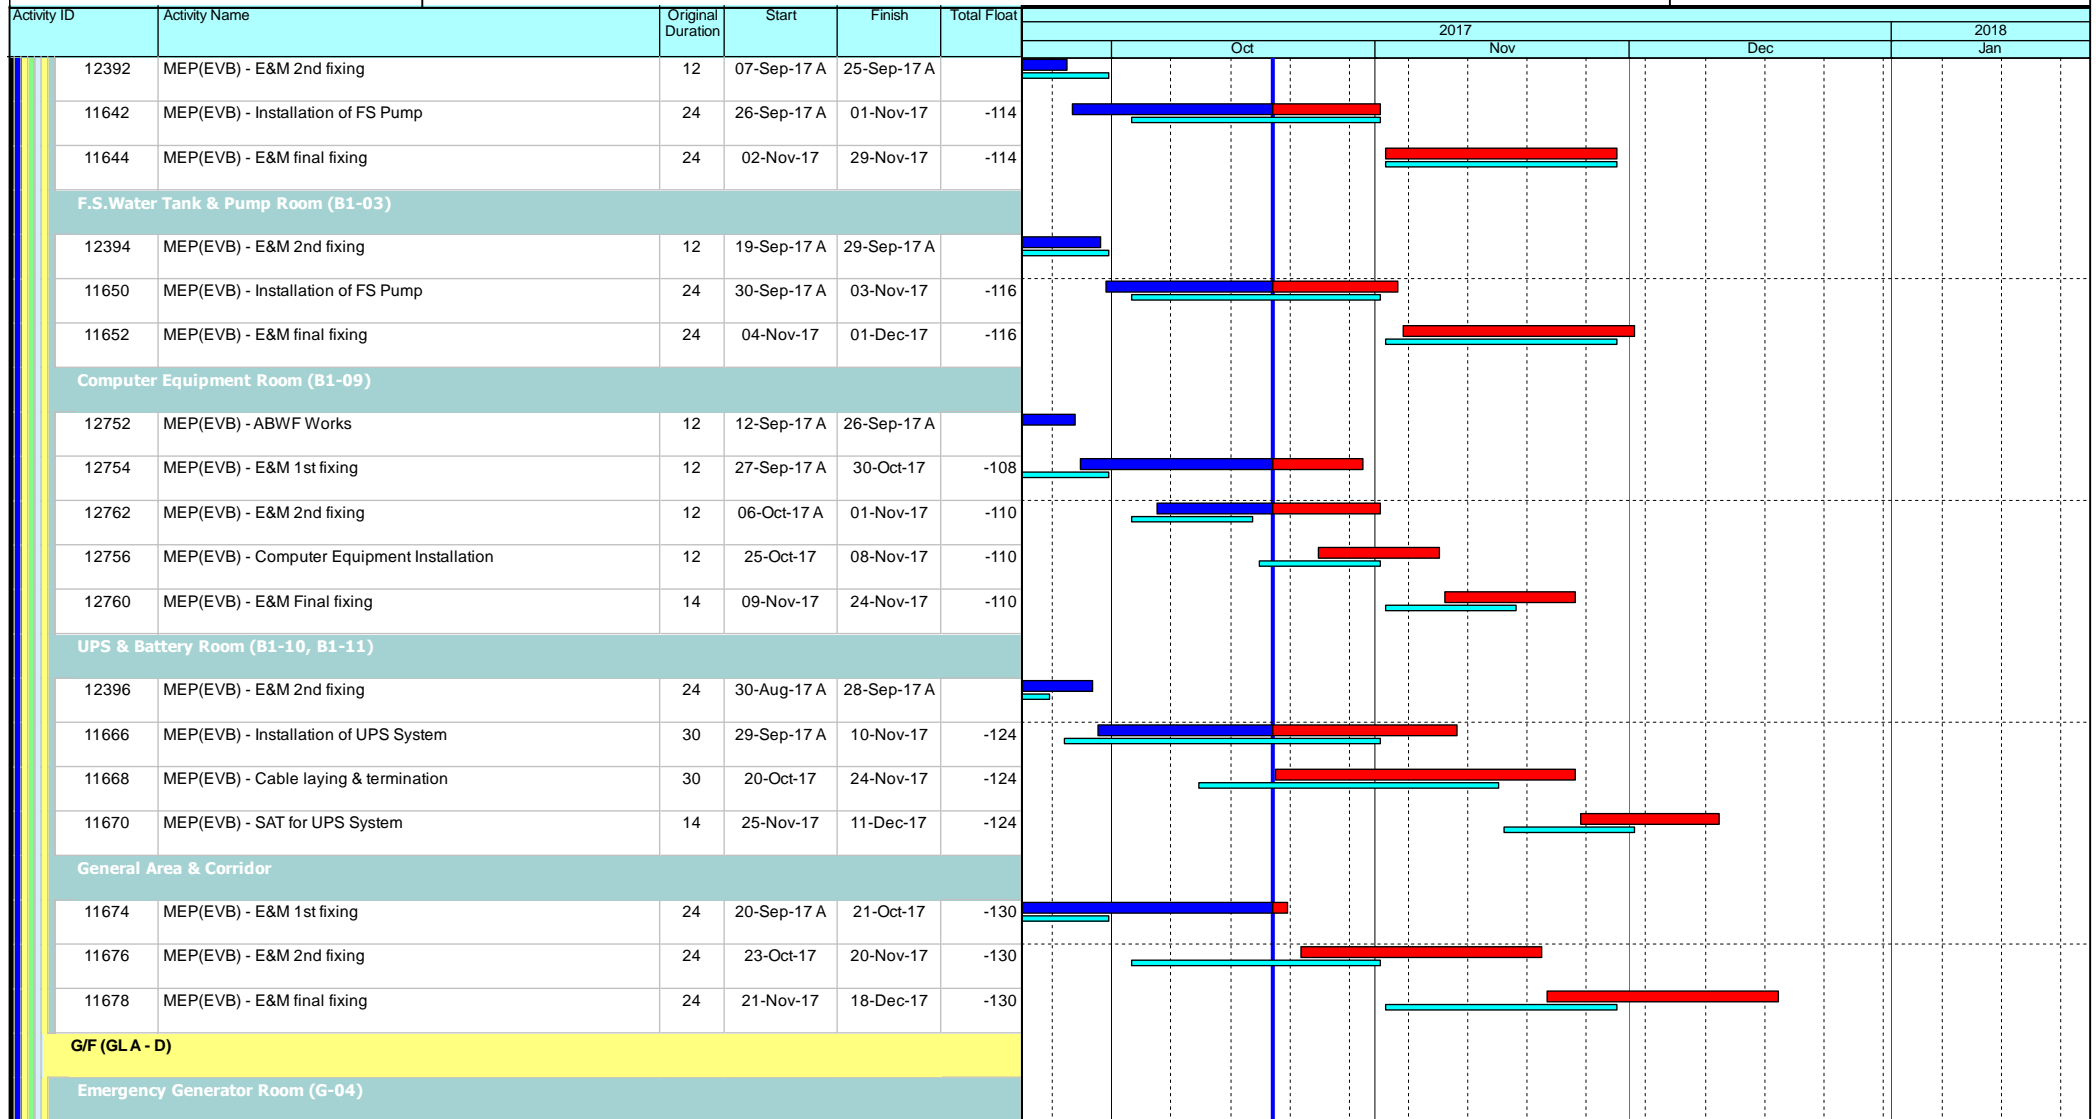 Activity ID Activity Name Original Duration Start Finish Total Float
2017 2018
Oct Nov Dec Jan
12392 MEP(EVB) - E&M 2nd fixing 12 07-Sep-17 A 25-Sep-17 A
11642 MEP(EVB) - Installation of FS Pump 24 26-Sep-17 A 01-Nov-17 -114
11644 MEP(EVB) - E&M final fixing 24 02-Nov-17 29-Nov-17 -114
F.S.Water Tank & Pump Room (B1-03)
12394 MEP(EVB) - E&M 2nd fixing 12 19-Sep-17 A 29-Sep-17 A
11650 MEP(EVB) - Installation of FS Pump 24 30-Sep-17 A 03-Nov-17 -116
11652 MEP(EVB) - E&M final fixing 24 04-Nov-17 01-Dec-17 -116
Computer Equipment Room (B1-09)
12752 MEP(EVB) - ABWF Works 12 12-Sep-17 A 26-Sep-17 A
12754 MEP(EVB) - E&M 1st fixing 12 27-Sep-17 A 30-Oct-17 -108
12762 MEP(EVB) - E&M 2nd fixing 12 06-Oct-17 A 01-Nov-17 -110
12756 MEP(EVB) - Computer Equipment Installation 12 25-Oct-17 08-Nov-17 -110
12760 MEP(EVB) - E&M Final fixing 14 09-Nov-17 24-Nov-17 -110
UPS & Battery Room (B1-10, B1-11)
12396 MEP(EVB) - E&M 2nd fixing 24 30-Aug-17 A 28-Sep-17 A
11666 MEP(EVB) - Installation of UPS System 30 29-Sep-17 A 10-Nov-17 -124
11668 MEP(EVB) - Cable laying & termination 30 20-Oct-17 24-Nov-17 -124
11670 MEP(EVB) - SAT for UPS System 14 25-Nov-17 11-Dec-17 -124
General Area & Corridor
11674 MEP(EVB) - E&M 1st fixing 24 20-Sep-17 A 21-Oct-17 -130
11676 MEP(EVB) - E&M 2nd fixing 24 23-Oct-17 20-Nov-17 -130
11678 MEP(EVB) - E&M final fixing 24 21-Nov-17 18-Dec-17 -130
G/F (GL A - D)
Emergency Generator Room (G-04)